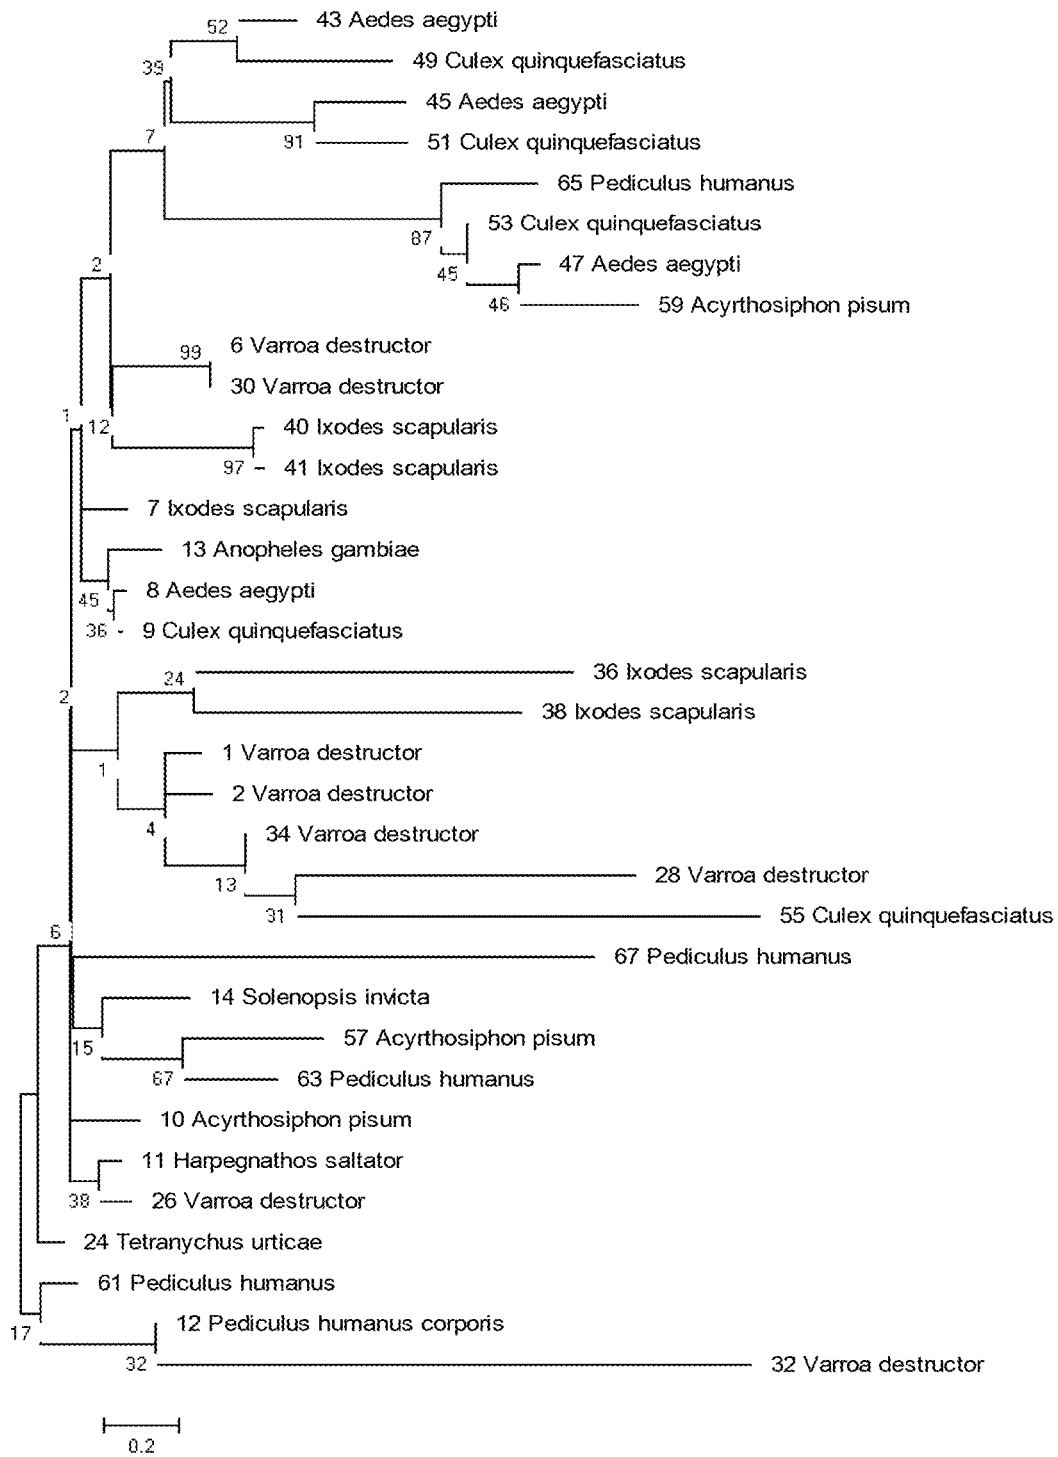 52
43 Aedes aegypti
49 Culex quinquefasciatus
39
45 Aedes aegypti
91
51 Culex quinquefasciatus
7
65 Pediculus humanus
87
53 Culex quinquefasciatus
45
47 Aedes aegypti
46
59 Acyrthosiphon pisum
2
99
6 Varroa destructor
30 Varroa destructor
1
12
40 Ixodes scapularis
97
41 Ixodes scapularis
7 Ixodes scapularis
13 Anopheles gambiae
45
8 Aedes aegypti
36
9 Culex quinquefasciatus
24
36 Ixodes scapularis
2
38 Ixodes scapularis
1
1 Varroa destructor
2 Varroa destructor
4
34 Varroa destructor
13
28 Varroa destructor
31
55 Culex quinquefasciatus
6
67 Pediculus humanus
14 Solenopsis invicta
15
57 Acyrthosiphon pisum
67
63 Pediculus humanus
10 Acyrthosiphon pisum
11 Harpegnathos saltator
38
26 Varroa destructor
24 Tetranychus urticae
61 Pediculus humanus
17
12 Pediculus humanus corporis
32
32 Varroa destructor
0.2